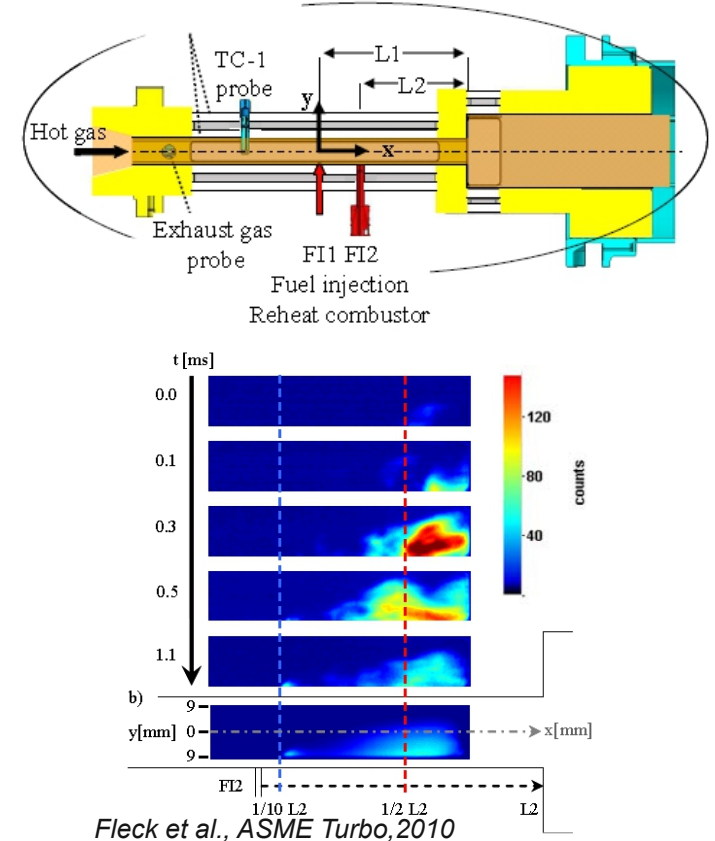 TC-1
probe
L1
L2
y
Hot gas
x
Exhaust gas
probe
FI1 FI2
Fuel injection
Reheat combustor
t [ms]
0.0
0.1
0.3
0.5
1.1
120
80
40
counts
b)
9
y[mm] 0
9
x[mm]
FI2
1/10 L2
1/2 L2
L2
Fleck et al., ASME Turbo,2010